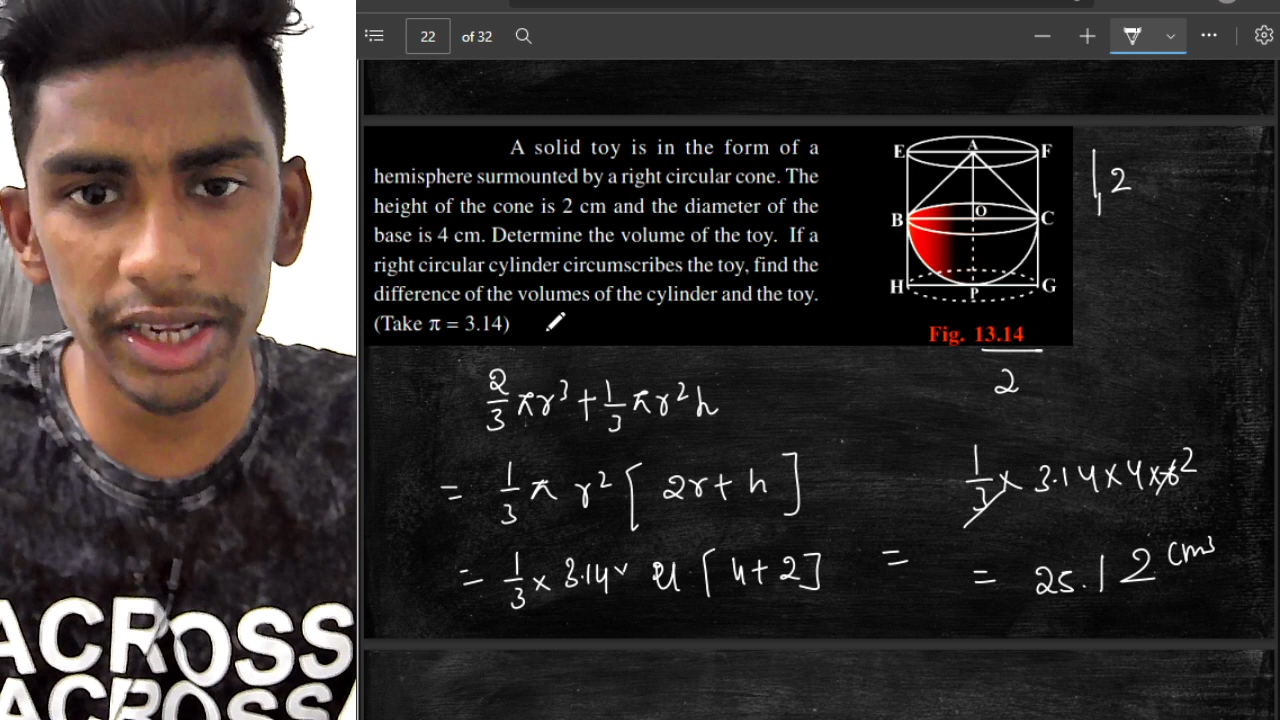 22 of 32
A solid toy is in the form of a
hemisphere surmounted by a right circular cone. The
height of the cone is 2 cm and the diameter of the
base is 4 cm. Determine the volume of the toy. If a
right circular cylinder circumscribes the toy, find the
difference of the volumes of the cylinder and the toy.
(Take π = 3.14)
E A F
B O C
H P G
Fig. 13.14
2
2
2/3 πr³ + 1/3 πr²h
= 1/3 π r² [ 2r + h ]
= 1/3 × 3.14 × 4 [ 4 + 2 ] =
1/3 × 3.14 × 4 × 6 2
= 25.12 cm³
ACROSS
ACROSS